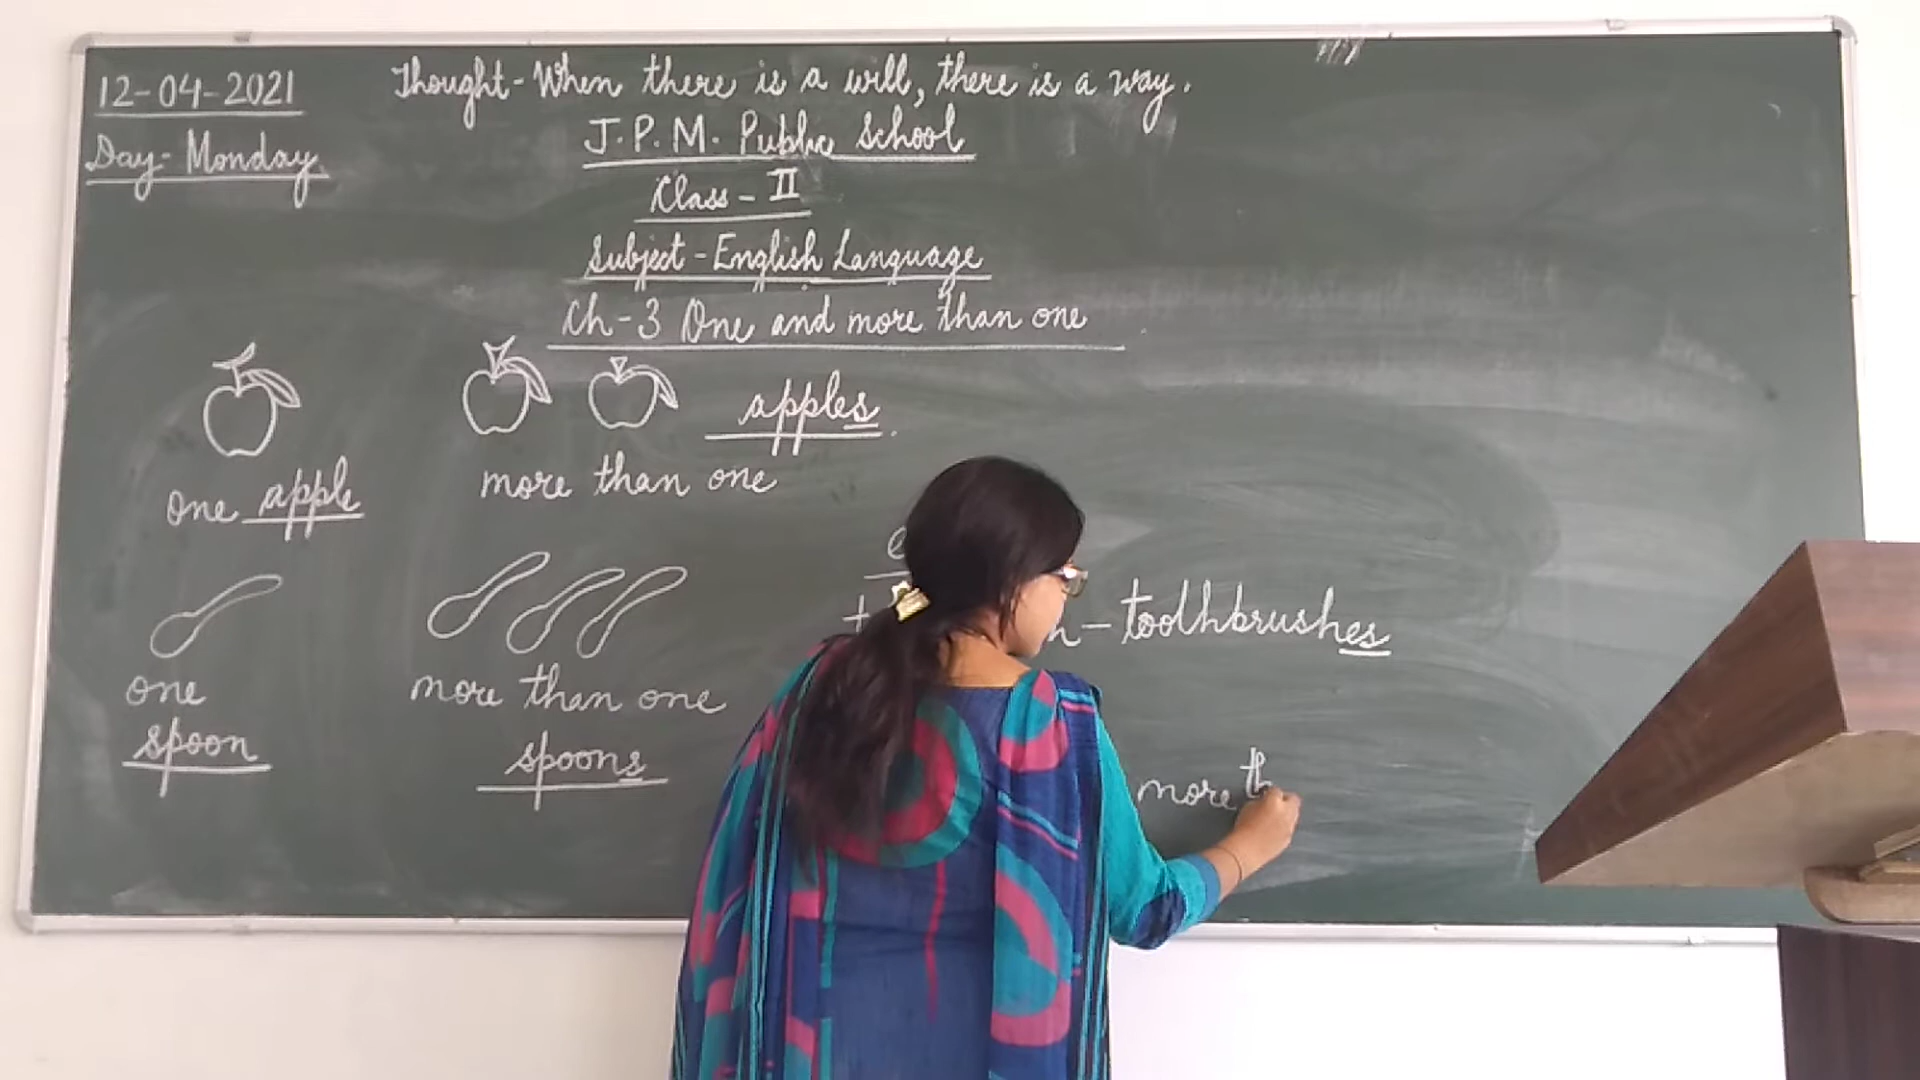 12-04-2021
Thought - When there is a will, there is a way.
Day - Monday
J.P.M. Public School
Class - II
Subject - English Language
Ch - 3 One and more than one
apples
one apple
more than one
- toothbrushes
one
spoon
more than one
spoons
more th